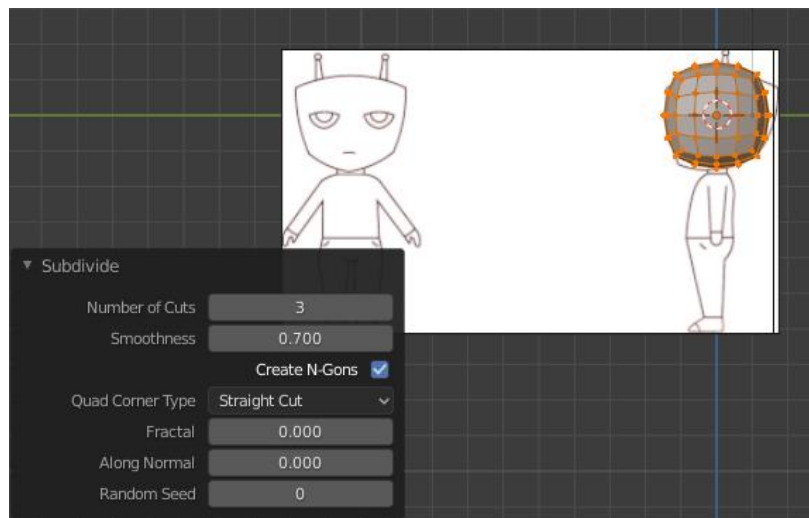 Subdivide
Number of Cuts 3
Smoothness 0.700
Create N-Gons
Quad Corner Type Straight Cut
Fractal 0.000
Along Normal 0.000
Random Seed 0